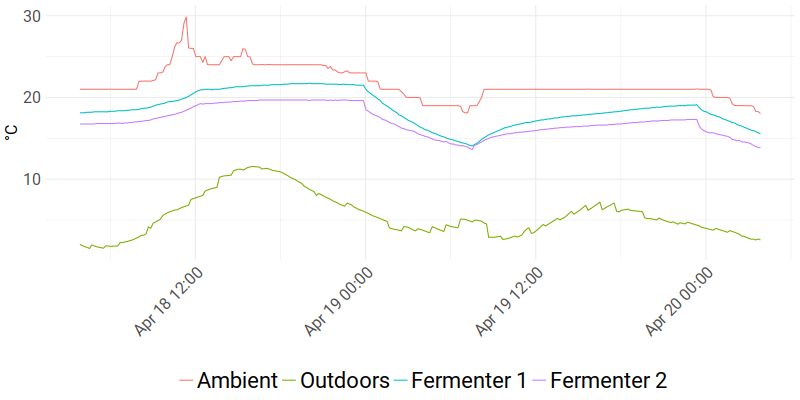 30
20
10
°C
Apr 18 12:00
Apr 19 00:00
Apr 19 12:00
Apr 20 00:00
Ambient Outdoors Fermenter 1 Fermenter 2